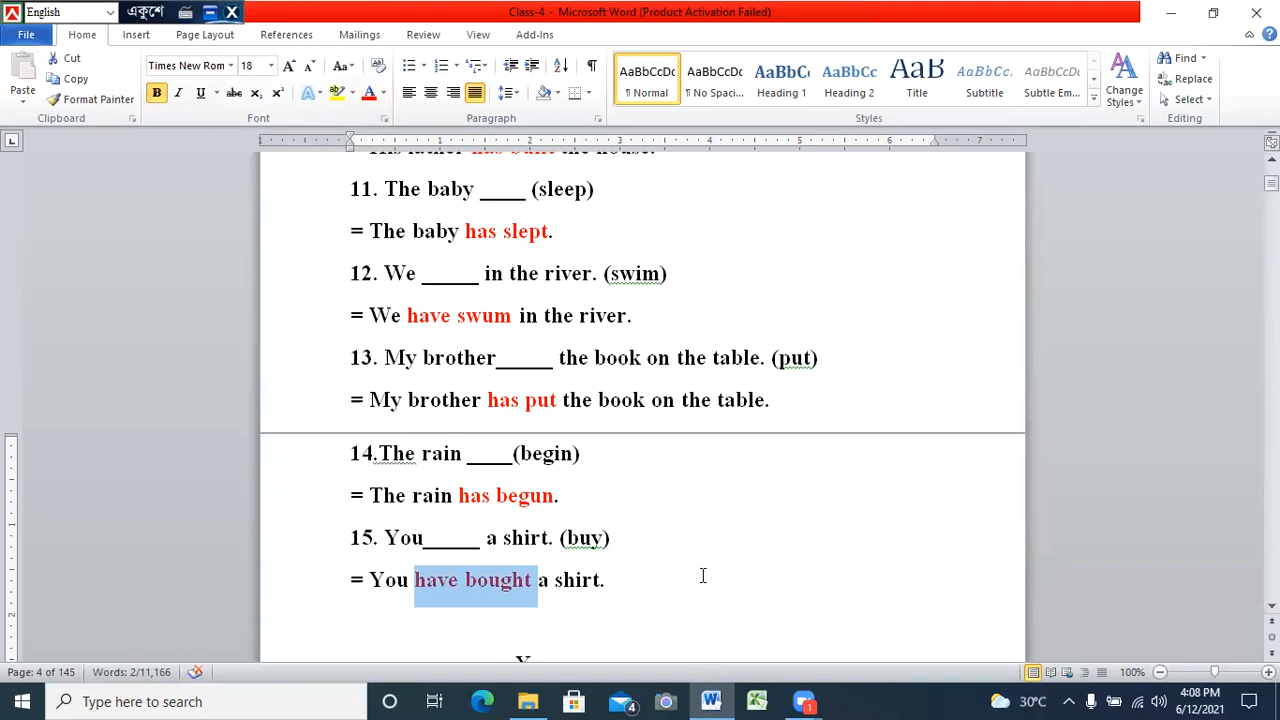 English একুশে Class-4 - Microsoft Word (Product Activation Failed)
File Home Insert Page Layout References Mailings Review View Add-Ins
Paste Cut Copy Format Painter Clipboard
Times New Rom 18 Font
Paragraph
AaBbCcDc ¶ Normal AaBbCcDc ¶ No Spaci... AaBbCc Heading 1 AaBbCc Heading 2 AaB Title AaBbCc. Subtitle AaBbCcDc Subtle Em... Change Styles Styles
Find Replace Select Editing
11. The baby ____ (sleep)
= The baby has slept.
12. We _____ in the river. (swim)
= We have swum in the river.
13. My brother_____ the book on the table. (put)
= My brother has put the book on the table.
14.The rain ____(begin)
= The rain has begun.
15. You_____ a shirt. (buy)
= You have bought a shirt.
Page: 4 of 145 Words: 2/11,166 100%
Type here to search 4 1 30°C 4:08 PM
6/12/2021